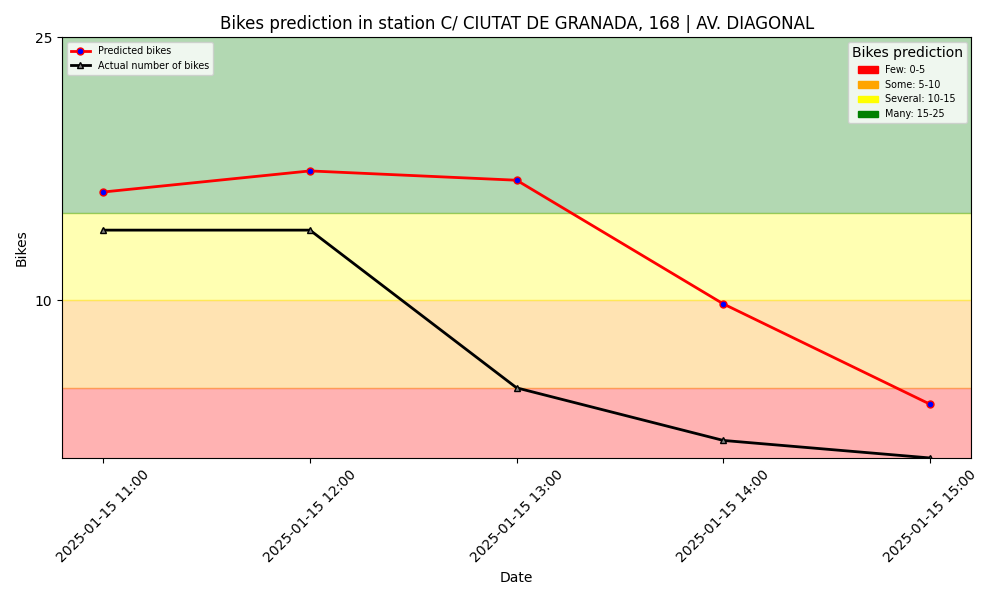 Bikes prediction in station C/ CIUTAT DE GRANADA, 168 | AV. DIAGONAL
25
Predicted bikes
Actual number of bikes
Bikes prediction
Few: 0-5
Some: 5-10
Several: 10-15
Many: 15-25
Bikes
10
2025-01-15 11:00
2025-01-15 12:00
2025-01-15 13:00
2025-01-15 14:00
2025-01-15 15:00
Date